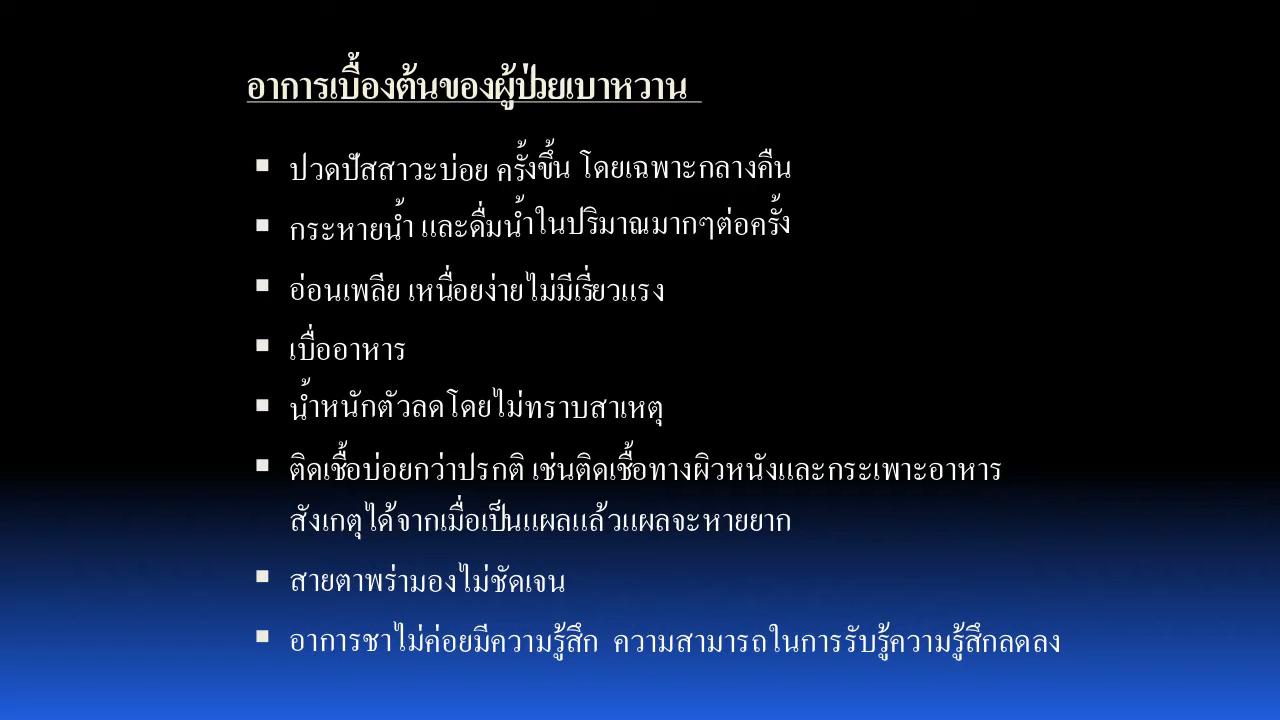 อาการเบื้องต้นของผู้ป่วยเบาหวาน
▪ ปวดปัสสาวะบ่อย ครั้งขึ้น โดยเฉพาะกลางคืน
▪ กระหายน้ำ และดื่มน้ำในปริมาณมากๆต่อครั้ง
▪ อ่อนเพลีย เหนื่อยง่ายไม่มีเรี่ยวแรง
▪ เบื่ออาหาร
▪ น้ำหนักตัวลดโดยไม่ทราบสาเหตุ
▪ ติดเชื้อบ่อยกว่าปรกติ เช่นติดเชื้อทางผิวหนังและกระเพาะอาหาร
สังเกตุได้จากเมื่อเป็นแผลแล้วแผลจะหายยาก
▪ สายตาพร่ามองไม่ชัดเจน
▪ อาการชาไม่ค่อยมีความรู้สึก ความสามารถในการรับรู้ความรู้สึกลดลง